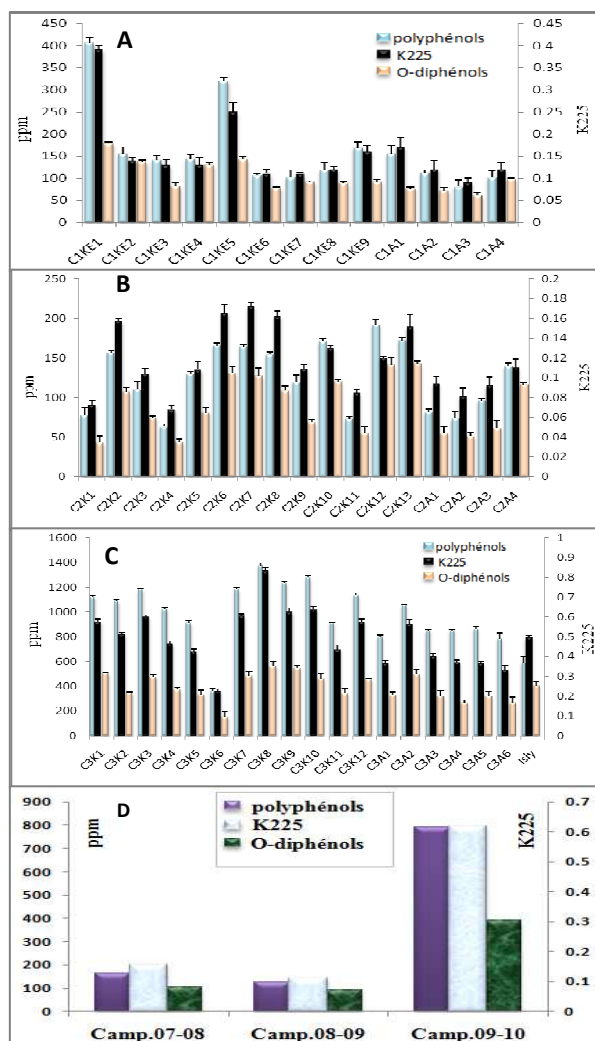 A
polyphénols
K225
O-diphénols
450
400
350
300
250
200
150
100
50
0
ppm
0.45
0.4
0.35
0.3
0.25
0.2
0.15
0.1
0.05
0
K225
C1KE1 C1KE2 C1KE3 C1KE4 C1KE5 C1KE6 C1KE7 C1KE8 C1KE9 C1A1 C1A2 C1A3 C1A4
B
polyphénols
K225
O-diphénols
250
200
150
100
50
0
ppm
0.2
0.18
0.16
0.14
0.12
0.1
0.08
0.06
0.04
0.02
0
K225
C2K1 C2K2 C2K3 C2K4 C2K5 C2K6 C2K7 C2K8 C2K9 C2K10 C2K11 C2K12 C2K13 C2A1 C2A2 C2A3 C2A4
C
polyphénols
K225
O-diphénols
1600
1400
1200
1000
800
600
400
200
0
ppm
1
0.9
0.8
0.7
0.6
0.5
0.4
0.3
0.2
0.1
0
K225
C3K1 C3K2 C3K3 C3K4 C3K5 C3K6 C3K7 C3K8 C3K9 C3K10 C3K11 C3K12 C3A1 C3A2 C3A3 C3A4 C3A5 C3A6 Isly
D
polyphénols
K225
O-diphénols
900
800
700
600
500
400
300
200
100
0
ppm
0.7
0.6
0.5
0.4
0.3
0.2
0.1
0
K225
Camp.07-08 Camp.08-09 Camp.09-10